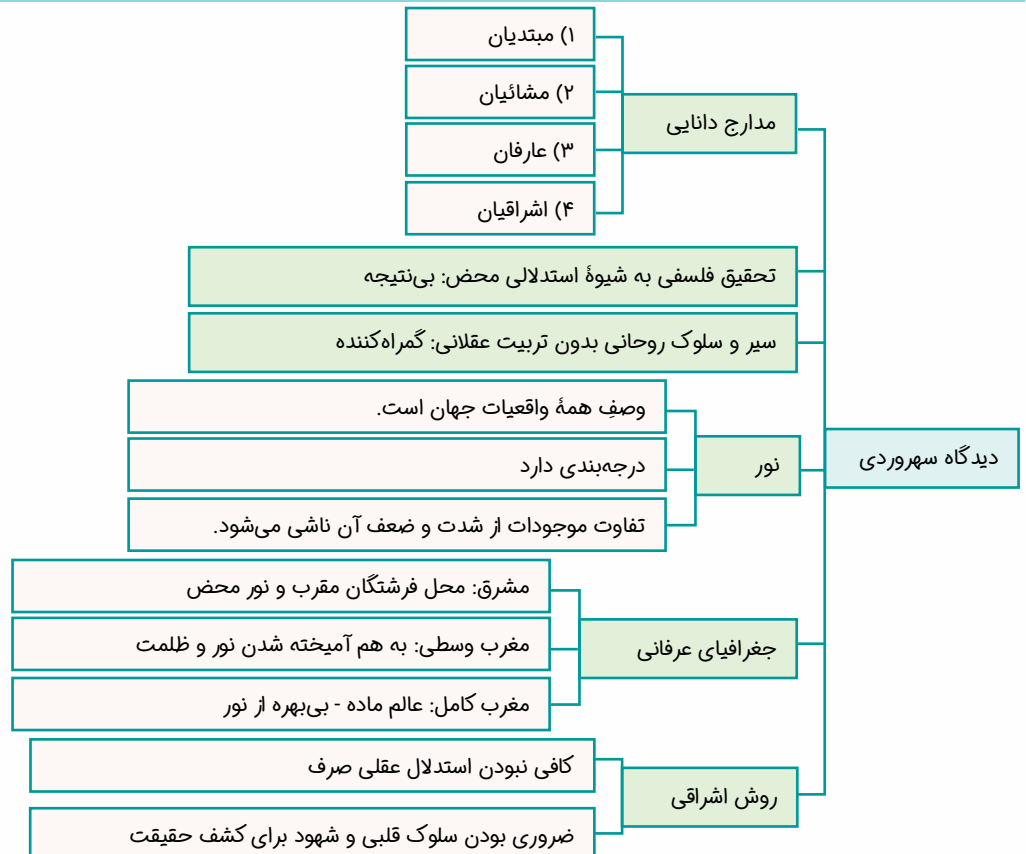 دیدگاه سهروردی
مدارج دانایی
۱) مبتدیان
۲) مشائیان
۳) عارفان
۴) اشراقیان
تحقیق فلسفی به شیوۀ استدلالی محض: بی‌نتیجه
سیر و سلوک روحانی بدون تربیت عقلانی: گمراه‌کننده
نور
وصفِ همۀ واقعیات جهان است.
درجه‌بندی دارد
تفاوت موجودات از شدت و ضعف آن ناشی می‌شود.
جغرافیای عرفانی
مشرق: محل فرشتگان مقرب و نور محض
مغرب وسطی: به هم آمیخته شدن نور و ظلمت
مغرب کامل: عالم ماده - بی‌بهره از نور
روش اشراقی
کافی نبودن استدلال عقلی صرف
ضروری بودن سلوک قلبی و شهود برای کشف حقیقت